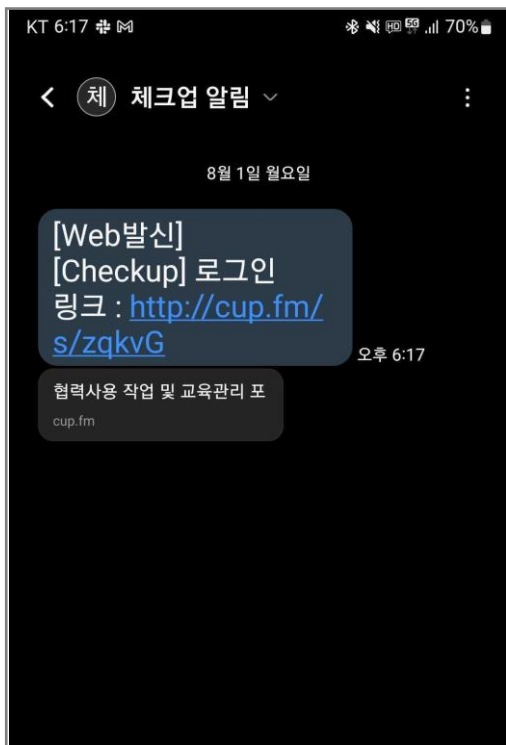 KT 6:17
70%
체 체크업 알림
8월 1일 월요일
[Web발신]
[Checkup] 로그인
링크 : http://cup.fm/
s/zqkvG
오후 6:17
협력사용 작업 및 교육관리 포
cup.fm